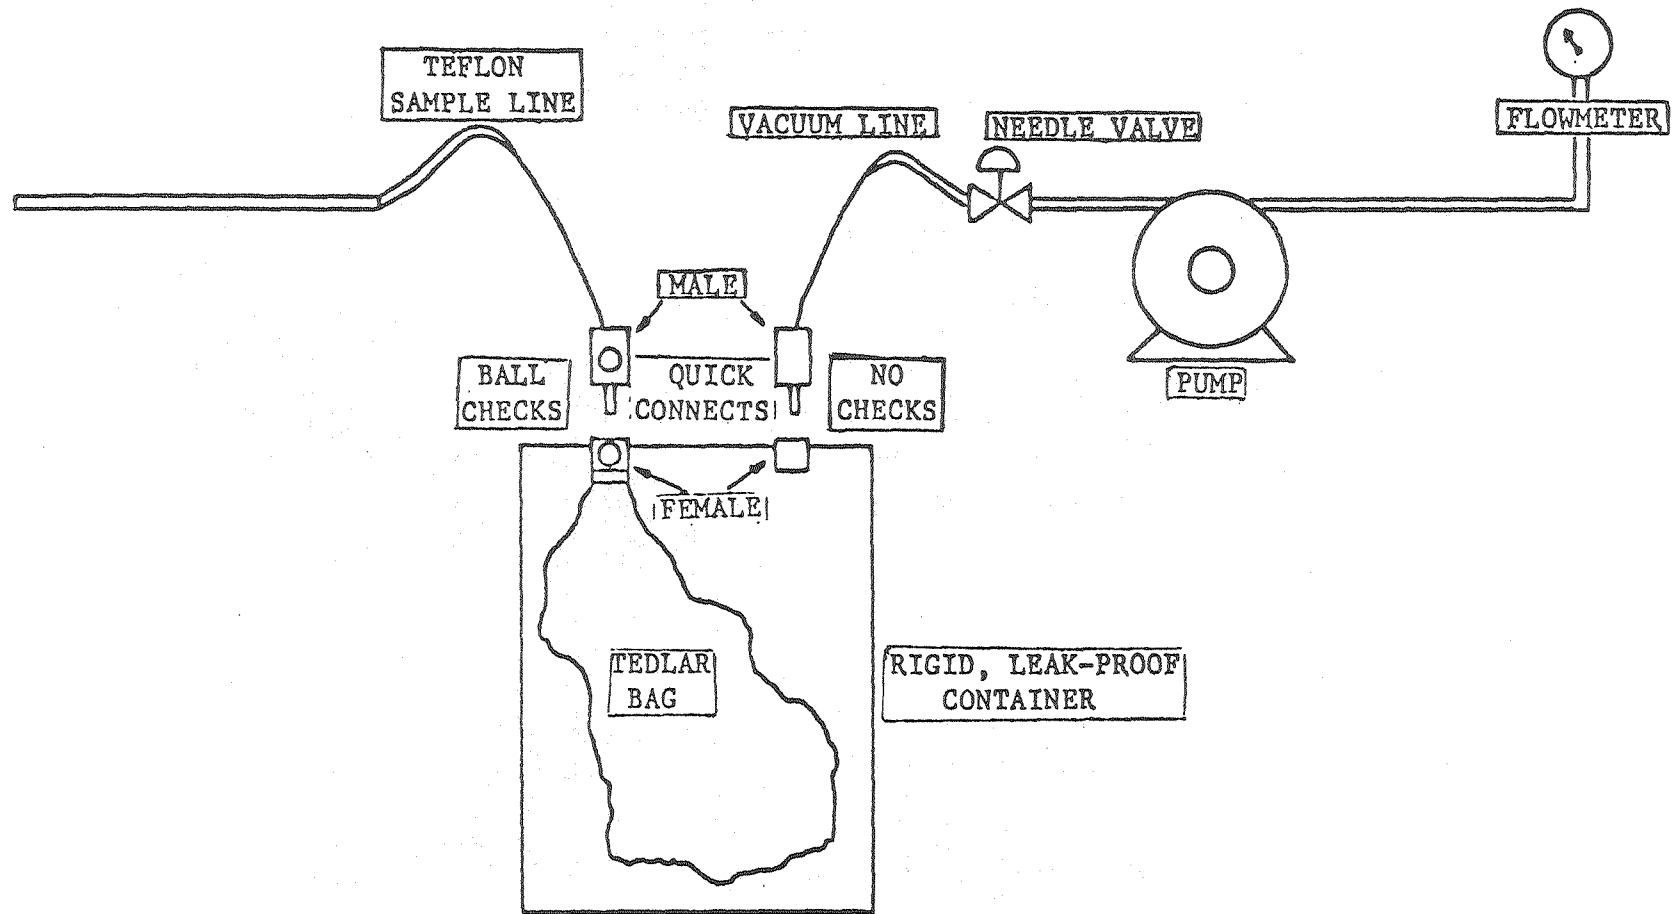 TEFLON
SAMPLE LINE
VACUUM LINE
NEEDLE VALVE
FLOWMETER
MALE
BALL
CHECKS
QUICK
CONNECTS
NO
CHECKS
PUMP
FEMALE
TEDLAR
BAG
RIGID, LEAK-PROOF
CONTAINER